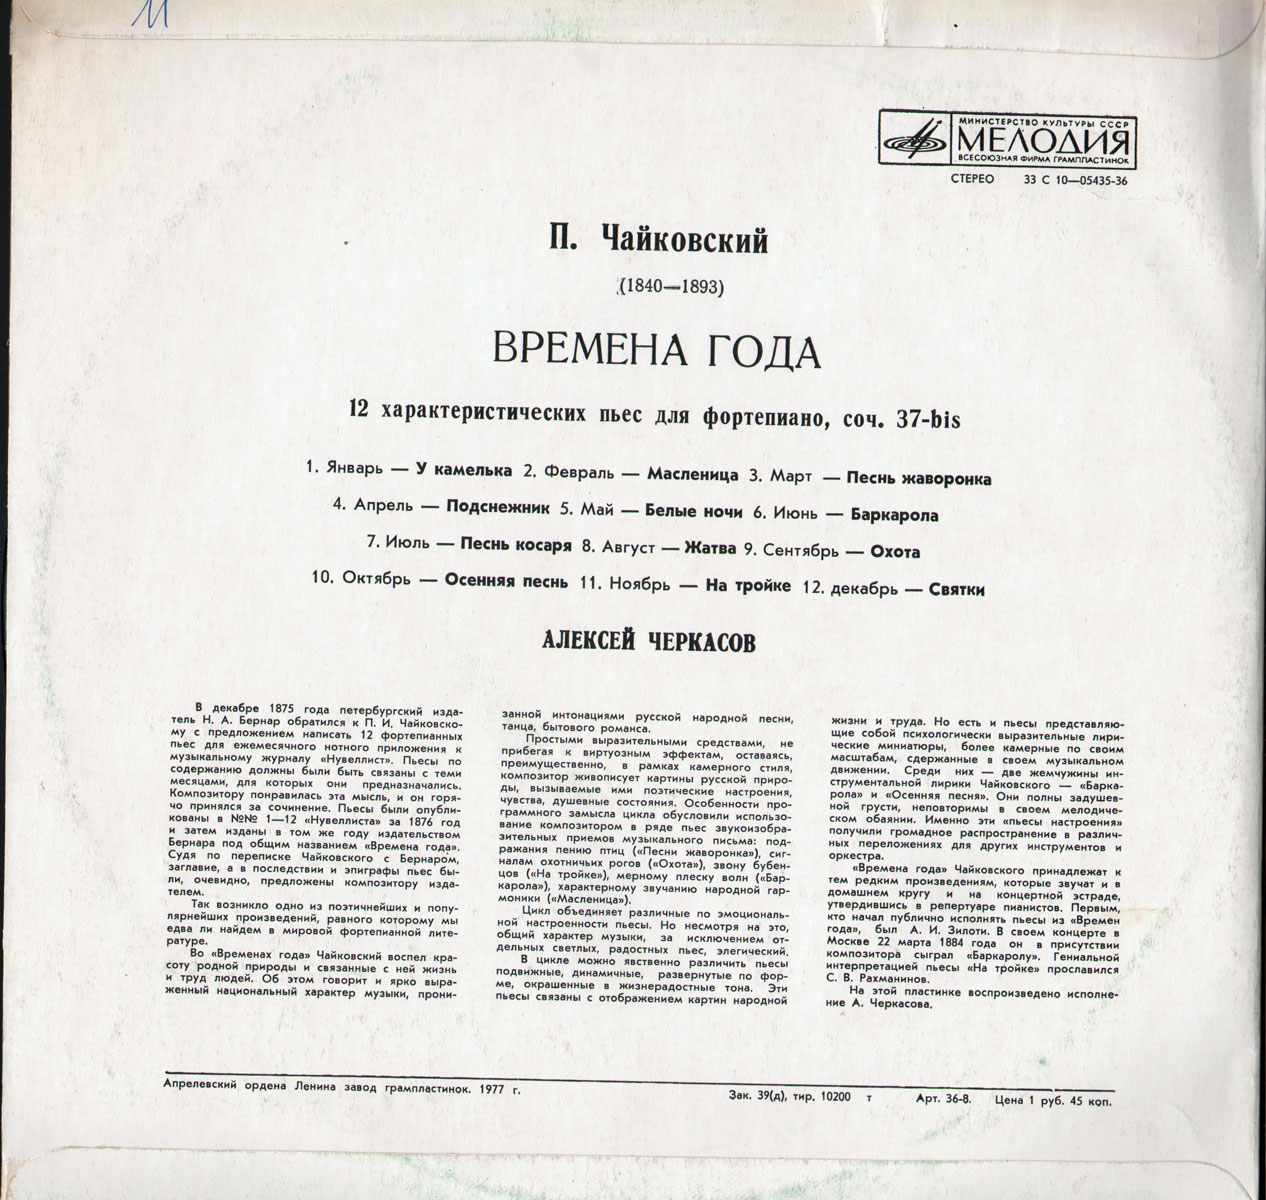 11
МИНИСТЕРСТВО КУЛЬТУРЫ СССР
МЕЛОДИЯ
ВСЕСОЮЗНАЯ ФИРМА ГРАМПЛАСТИНОК
СТЕРЕО 33 С 10—05435-36
П. Чайковский
(1840—1893)
ВРЕМЕНА ГОДА
12 характеристических пьес для фортепиано, соч. 37-bis
1. Январь — У камелька 2. Февраль — Масленица 3. Март — Песнь жаворонка
4. Апрель — Подснежник 5. Май — Белые ночи 6. Июнь — Баркарола
7. Июль — Песнь косаря 8. Август — Жатва 9. Сентябрь — Охота
10. Октябрь — Осенняя песнь 11. Ноябрь — На тройке 12. декабрь — Святки
АЛЕКСЕЙ ЧЕРКАСОВ
В декабре 1875 года петербургский изда-
тель Н. А. Бернар обратился к П. И. Чайковско-
му с предложением написать 12 фортепианных
пьес для ежемесячного нотного приложения к
музыкальному журналу «Нувеллист». Пьесы по
содержанию должны были быть связаны с теми
месяцами, для которых они предназначались.
Композитору понравилась эта мысль, и он горя-
чо принялся за сочинение. Пьесы были опубли-
кованы в №№ 1—12 «Нувеллиста» за 1876 год
и затем изданы в том же году издательством
Бернара под общим названием «Времена года».
Судя по переписке Чайковского с Бернаром,
заглавие, а в последствии и эпиграфы пьес бы-
ли, очевидно, предложены композитору изда-
телем.
Так возникло одно из поэтичнейших и попу-
лярнейших произведений, равного которому мы
едва ли найдем в мировой фортепианной лите-
ратуре.
Во «Временах года» Чайковский воспел кра-
соту родной природы и связанные с ней жизнь
и труд людей. Об этом говорит и ярко выра-
женный национальный характер музыки, прони-
занной интонациями русской народной песни,
танца, бытового романса.
Простыми выразительными средствами, не
прибегая к виртуозным эффектам, оставаясь,
преимущественно, в рамках камерного стиля,
композитор живописует картины русской приро-
ды, вызываемые ими поэтические настроения,
чувства, душевные состояния. Особенности про-
граммного замысла цикла обусловили использо-
вание композитором в ряде пьес звукоизобра-
зительных приемов музыкального письма: под-
ражания пению птиц («Песни жаворонка»), сиг-
налам охотничьих рогов («Охота»), звону бубен-
цов («На тройке»), мерному плеску волн («Бар-
карола»), характерному звучанию народной гар-
моники («Масленица»).
Цикл объединяет различные по эмоциональ-
ной настроенности пьесы. Но несмотря на это,
общий характер музыки, за исключением от-
дельных светлых, радостных пьес, элегический.
В цикле можно явственно различить пьесы
подвижные, динамичные, развернутые по фор-
ме, окрашенные в жизнерадостные тона. Эти
пьесы связаны с отображением картин народной
жизни и труда. Но есть и пьесы представляю-
щие собой психологически выразительные лири-
ческие миниатюры, более камерные по своим
масштабам, сдержанные в своем музыкальном
движении. Среди них — две жемчужины ин-
струментальной лирики Чайковского — «Барка-
рола» и «Осенняя песня». Они полны задушев-
ной грусти, неповторимы в своем мелодиче-
ском обаянии. Именно эти «пьесы настроения»
получили громадное распространение в различ-
ных переложениях для других инструментов и
оркестра.
«Времена года» Чайковского принадлежат к
тем редким произведениям, которые звучат и в
домашнем кругу и на концертной эстраде,
утвердившись в репертуаре пианистов. Первым,
кто начал публично исполнять пьесы из «Времен
года», был А. И. Зилоти. В своем концерте в
Москве 22 марта 1884 года он в присутствии
композитора сыграл «Баркаролу». Гениальной
интерпретацией пьесы «На тройке» прославился
С. В. Рахманинов.
На этой пластинке воспроизведено исполне-
ние А. Черкасова.
Апрелевский ордена Ленина завод грампластинок. 1977 г.
Зак. 39(д), тир. 10200 т Арт. 36-8. Цена 1 руб. 45 коп.